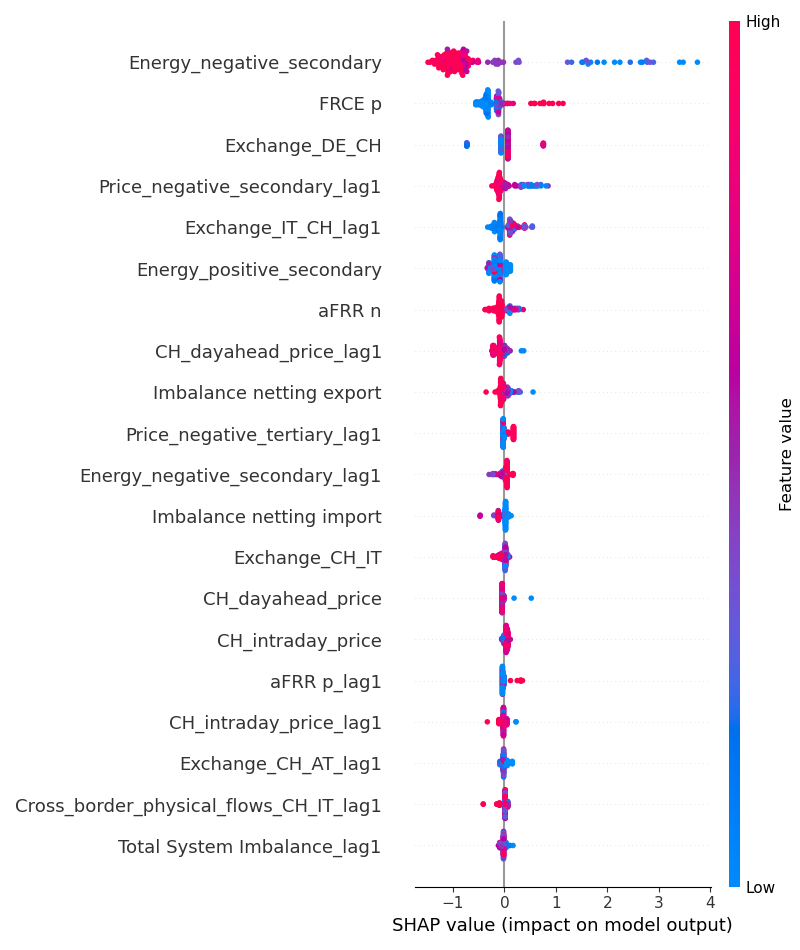 High
Energy_negative_secondary
FRCE p
Exchange_DE_CH
Price_negative_secondary_lag1
Exchange_IT_CH_lag1
Energy_positive_secondary
aFRR n
CH_dayahead_price_lag1
Imbalance netting export
Price_negative_tertiary_lag1
Energy_negative_secondary_lag1
Imbalance netting import
Exchange_CH_IT
CH_dayahead_price
CH_intraday_price
aFRR p_lag1
CH_intraday_price_lag1
Exchange_CH_AT_lag1
Cross_border_physical_flows_CH_IT_lag1
Total System Imbalance_lag1
Feature value
Low
−1 0 1 2 3 4
SHAP value (impact on model output)